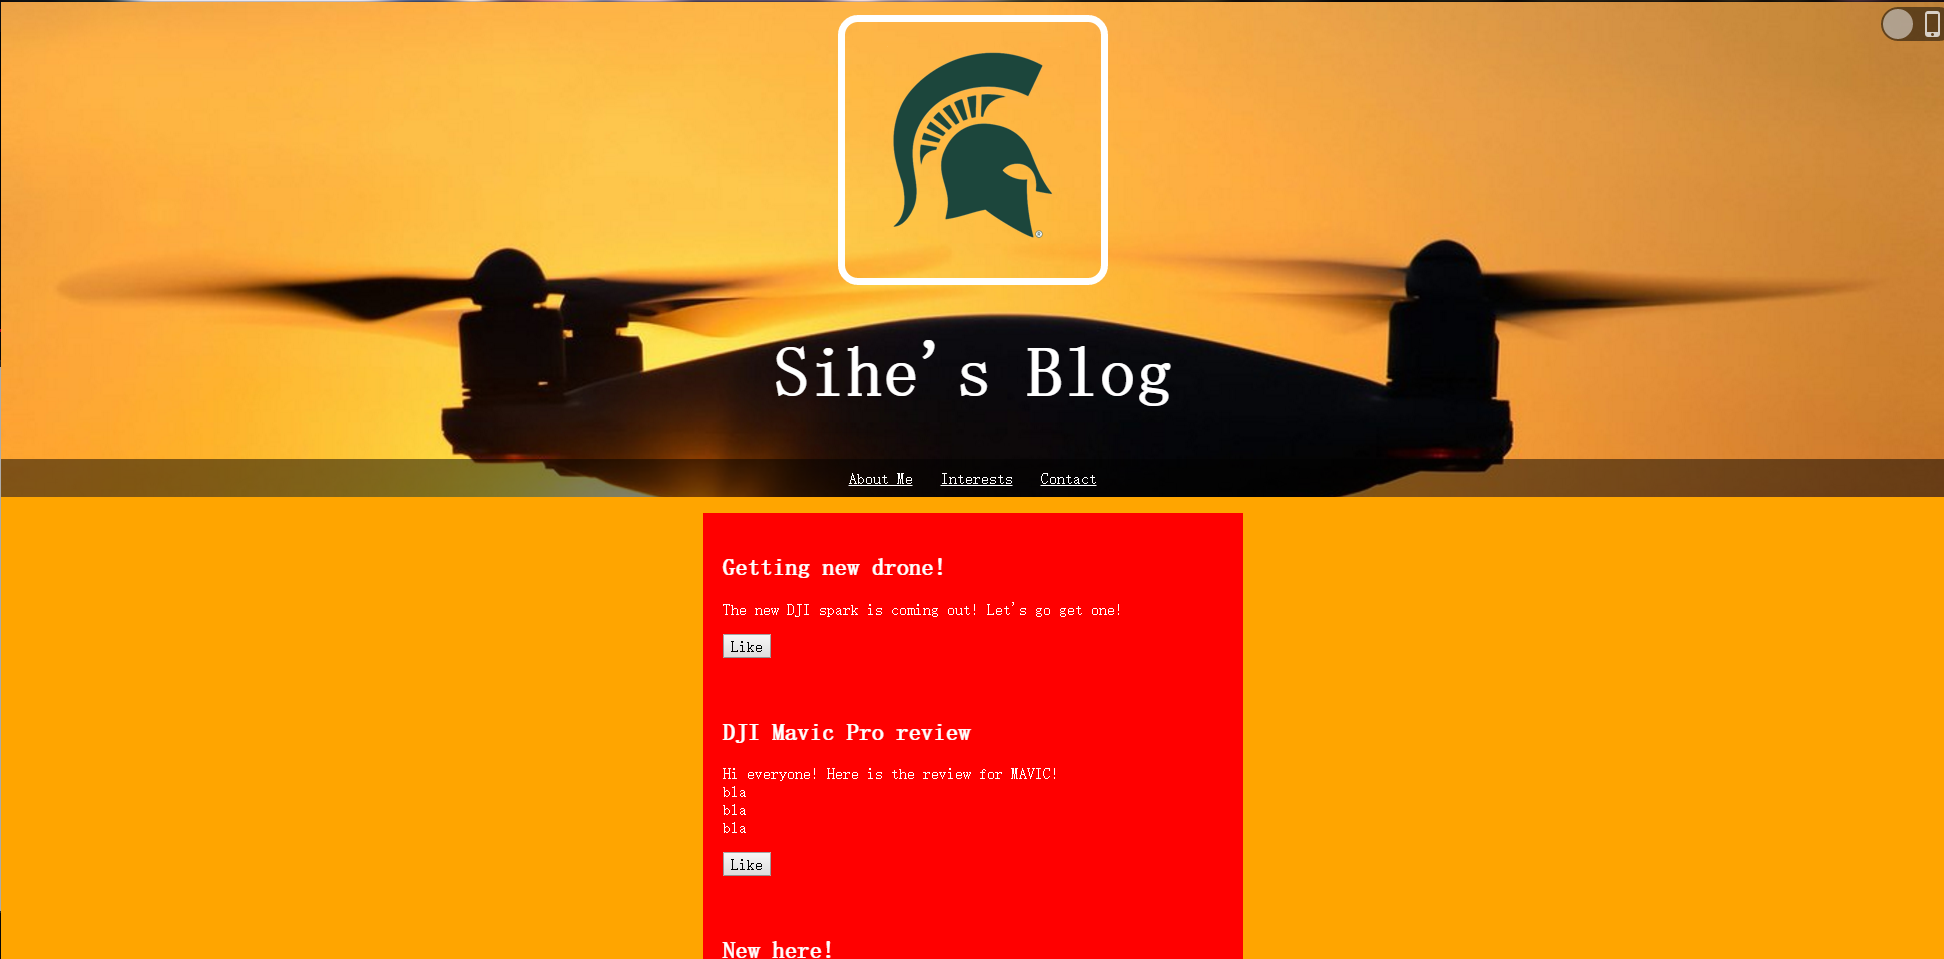 ®
Sihe's Blog
About Me Interests Contact
Getting new drone!
The new DJI spark is coming out! Let's go get one!
Like
DJI Mavic Pro review
Hi everyone! Here is the review for MAVIC!
bla
bla
bla
Like
New here!